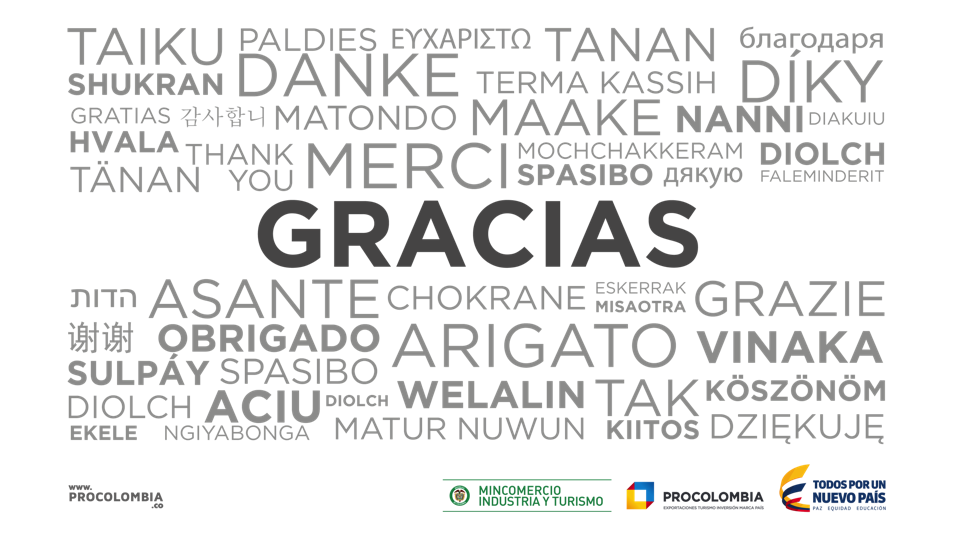 TAIKU PALDIES ΕΥΧΑΡΙΣΤΩ TANAN благодаря
SHUKRAN DANKE TERMA KASSIH DÍKY
GRATIAS 감사합니 MATONDO MAAKE NANNI DIAKUIU
HVALA THANK YOU MERCI MOCHCHAKKERAM DIOLCH
TÄNAN SPASIBO дякую FALEMINDERIT
GRACIAS
הדות ASANTE CHOKRANE ESKERRAK MISAOTRA GRAZIE
谢谢 OBRIGADO ARIGATO VINAKA
SULPÁY SPASIBO WELALIN TAK KÖSZÖNÖM
DIOLCH ACIU DIOLCH
EKELE NGIYABONGA MATUR NUWUN KIITOS DZIĘKUJĘ
www.
PROCOLOMBIA
.co
MINCOMERCIO
INDUSTRIA Y TURISMO
PROCOLOMBIA
EXPORTACIONES TURISMO INVERSIÓN MARCA PAÍS
TODOS POR UN
NUEVO PAÍS
PAZ EQUIDAD EDUCACIÓN